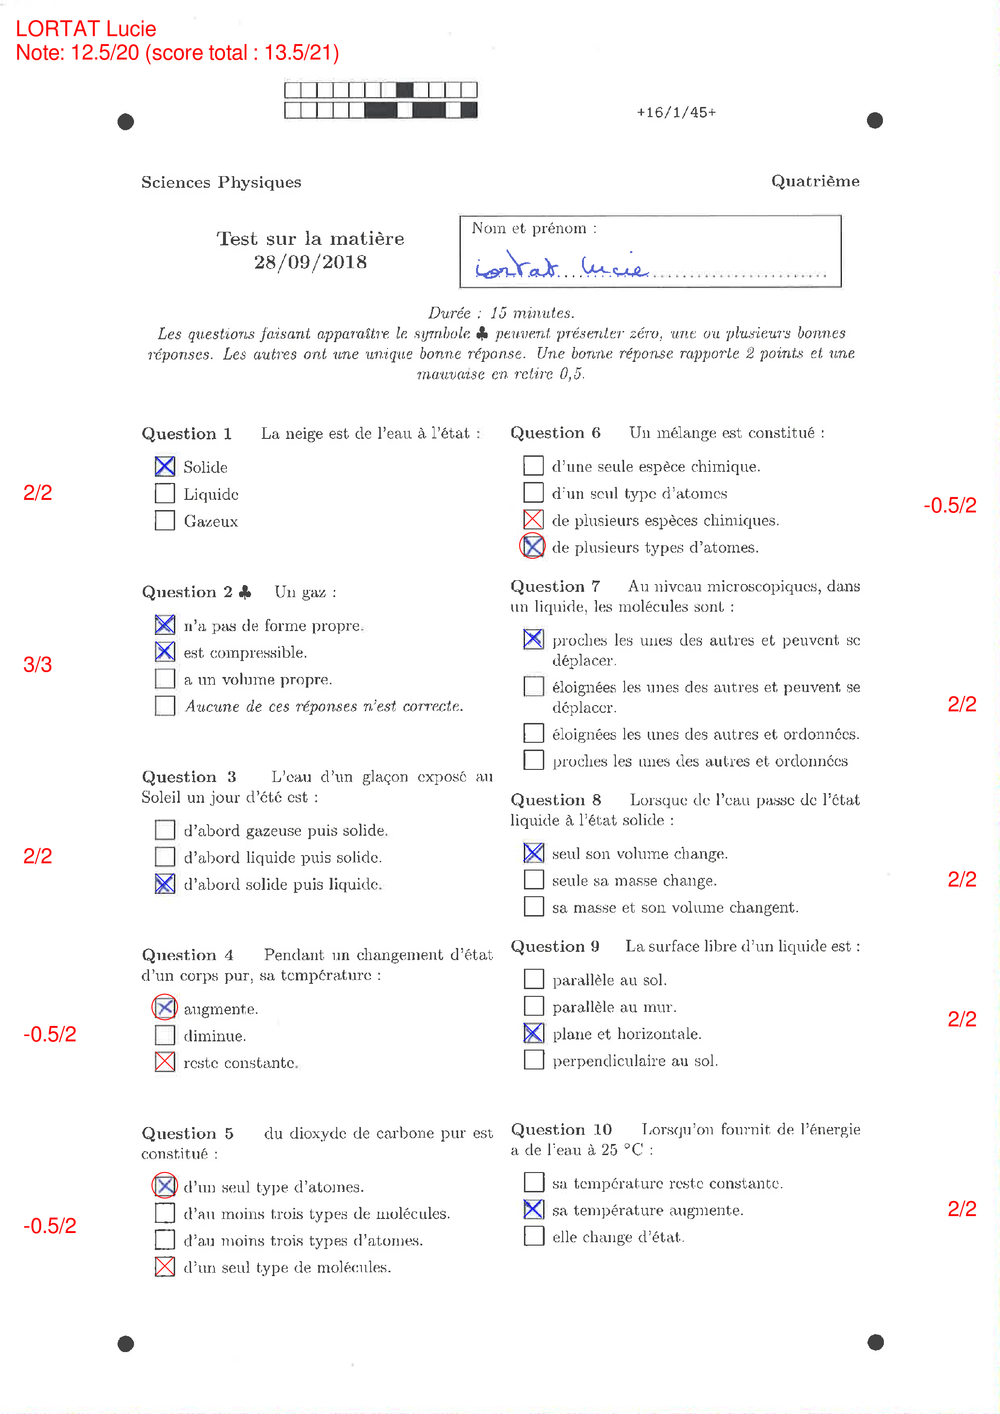 LORTAT Lucie
Note: 12.5/20 (score total : 13.5/21)
+16/1/45+
Sciences Physiques
Quatrième
Test sur la matière
28/09/2018
Nom et prénom :
Lortat Lucie
Durée : 15 minutes.
Les questions faisant apparaître le symbole ♣ peuvent présenter zéro, une ou plusieurs bonnes
réponses. Les autres ont une unique bonne réponse. Une bonne réponse rapporte 2 points et une
mauvaise en retire 0,5.
Question 1 La neige est de l'eau à l'état :
Solide
2/2
Liquide
Gazeux
Question 2 ♣ Un gaz :
n'a pas de forme propre.
est compressible.
3/3
a un volume propre.
Aucune de ces réponses n'est correcte.
Question 3 L'eau d'un glaçon exposé au
Soleil un jour d'été est :
d'abord gazeuse puis solide.
2/2
d'abord liquide puis solide.
d'abord solide puis liquide.
Question 4 Pendant un changement d'état
d'un corps pur, sa température :
augmente.
-0.5/2
diminue.
reste constante.
Question 5 du dioxyde de carbone pur est
constitué :
d'un seul type d'atomes.
d'au moins trois types de molécules.
-0.5/2
d'au moins trois types d'atomes.
d'un seul type de molécules.
Question 6 Un mélange est constitué :
d'une seule espèce chimique.
d'un seul type d'atomes
-0.5/2
de plusieurs espèces chimiques.
de plusieurs types d'atomes.
Question 7 Au niveau microscopiques, dans
un liquide, les molécules sont :
proches les unes des autres et peuvent se
déplacer.
éloignées les unes des autres et peuvent se
déplacer.
2/2
éloignées les unes des autres et ordonnées.
proches les unes des autres et ordonnées
Question 8 Lorsque de l'eau passe de l'état
liquide à l'état solide :
seul son volume change.
seule sa masse change.
2/2
sa masse et son volume changent.
Question 9 La surface libre d'un liquide est :
parallèle au sol.
parallèle au mur.
2/2
plane et horizontale.
perpendiculaire au sol.
Question 10 Lorsqu'on fournit de l'énergie
a de l'eau à 25 °C :
sa température reste constante.
sa température augmente.
2/2
elle change d'état.